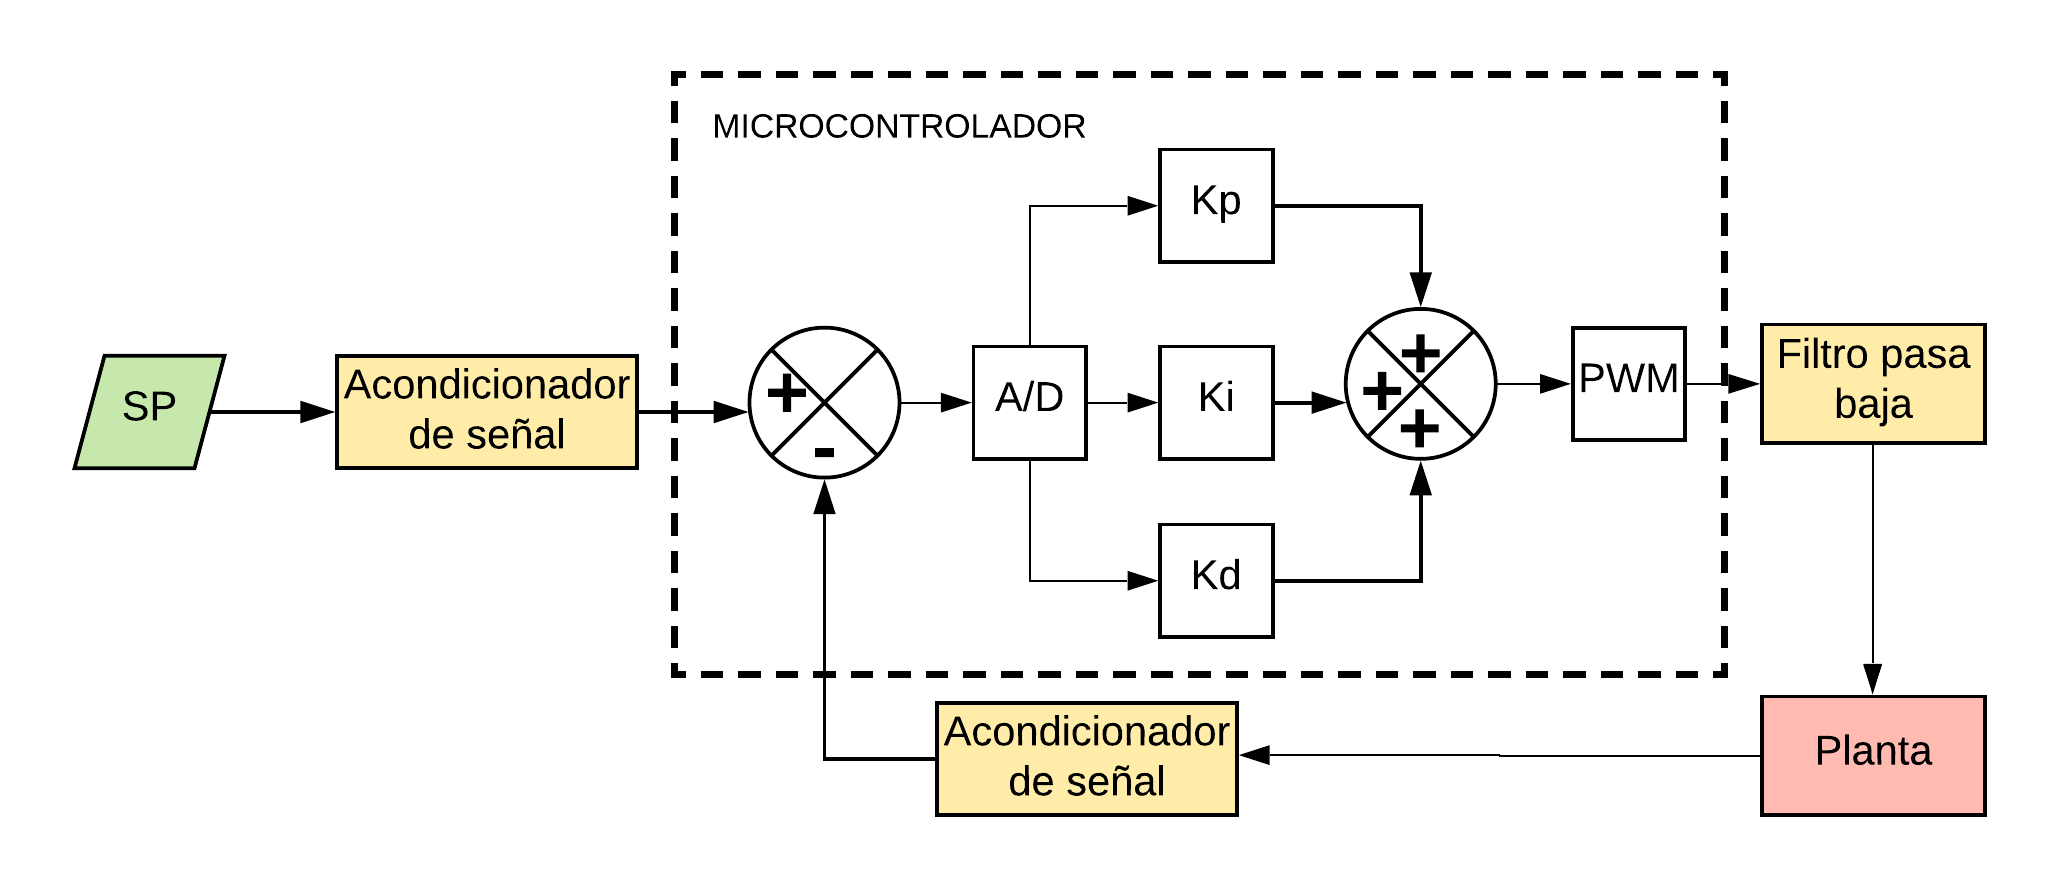 MICROCONTROLADOR
Kp
SP
Acondicionador
de señal
+
-
A/D
Ki
+
+
+
PWM
Filtro pasa
baja
Kd
Acondicionador
de señal
Planta